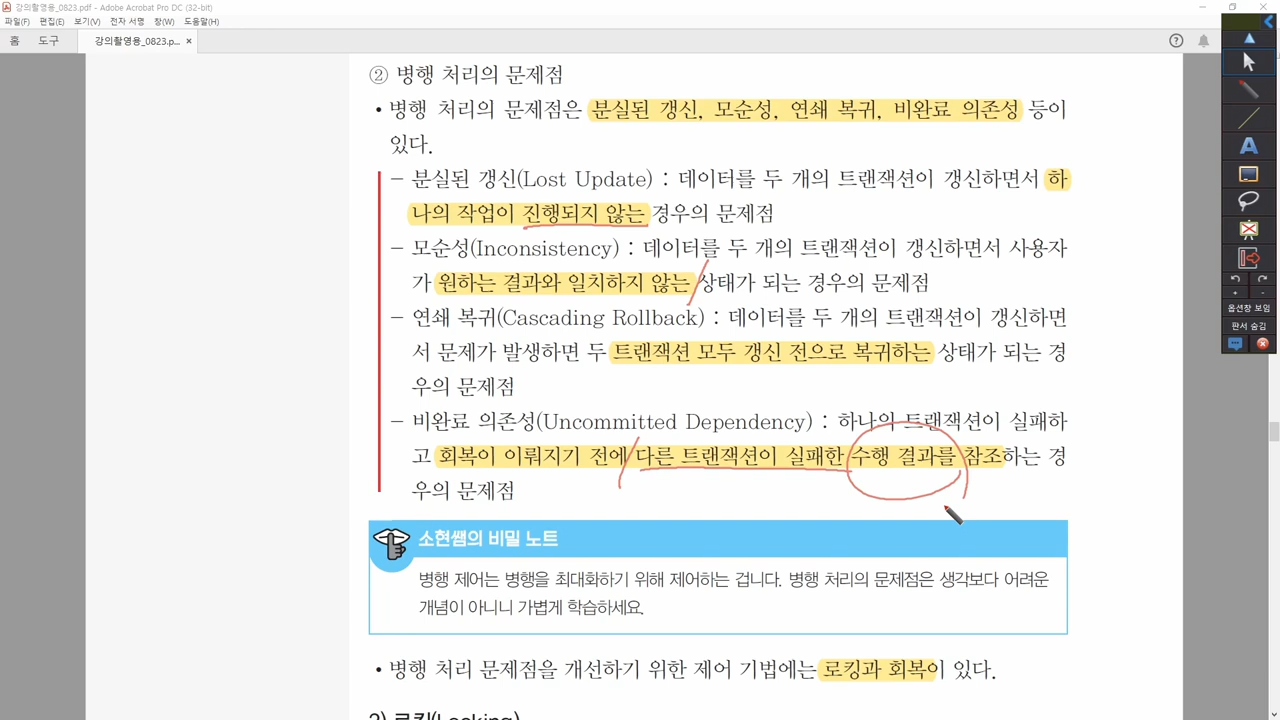 강의촬영용_0823.pdf - Adobe Acrobat Pro DC (32-bit)
파일(F) 편집(E) 보기(V) 전자 서명 창(W) 도움말(H)
홈 도구 강의촬영용_0823.p... ×
② 병행 처리의 문제점
• 병행 처리의 문제점은 분실된 갱신, 모순성, 연쇄 복귀, 비완료 의존성 등이
있다.
– 분실된 갱신(Lost Update) : 데이터를 두 개의 트랜잭션이 갱신하면서 하
나의 작업이 진행되지 않는 경우의 문제점
– 모순성(Inconsistency) : 데이터를 두 개의 트랜잭션이 갱신하면서 사용자
가 원하는 결과와 일치하지 않는 상태가 되는 경우의 문제점
– 연쇄 복귀(Cascading Rollback) : 데이터를 두 개의 트랜잭션이 갱신하면
서 문제가 발생하면 두 트랜잭션 모두 갱신 전으로 복귀하는 상태가 되는 경
우의 문제점
– 비완료 의존성(Uncommitted Dependency) : 하나의 트랜잭션이 실패하
고 회복이 이뤄지기 전에 다른 트랜잭션이 실패한 수행 결과를 참조하는 경
우의 문제점
소현쌤의 비밀 노트
병행 제어는 병행을 최대화하기 위해 제어하는 겁니다. 병행 처리의 문제점은 생각보다 어려운
개념이 아니니 가볍게 학습하세요.
• 병행 처리 문제점을 개선하기 위한 제어 기법에는 로킹과 회복이 있다.
2) 로킹(Locking)
A
옵션창 보임
판서 숨김